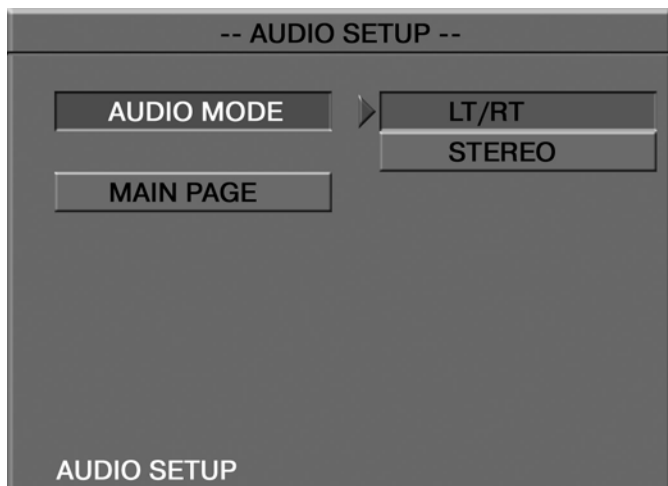 -- AUDIO SETUP --
AUDIO MODE
LT/RT
STEREO
MAIN PAGE
AUDIO SETUP